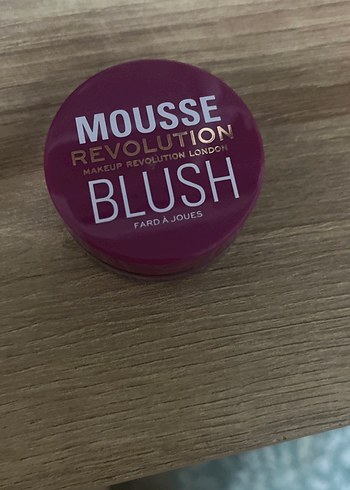 MOUSSE
REVOLUTION
MAKEUP REVOLUTION LONDON
BLUSH
FARD À JOUES